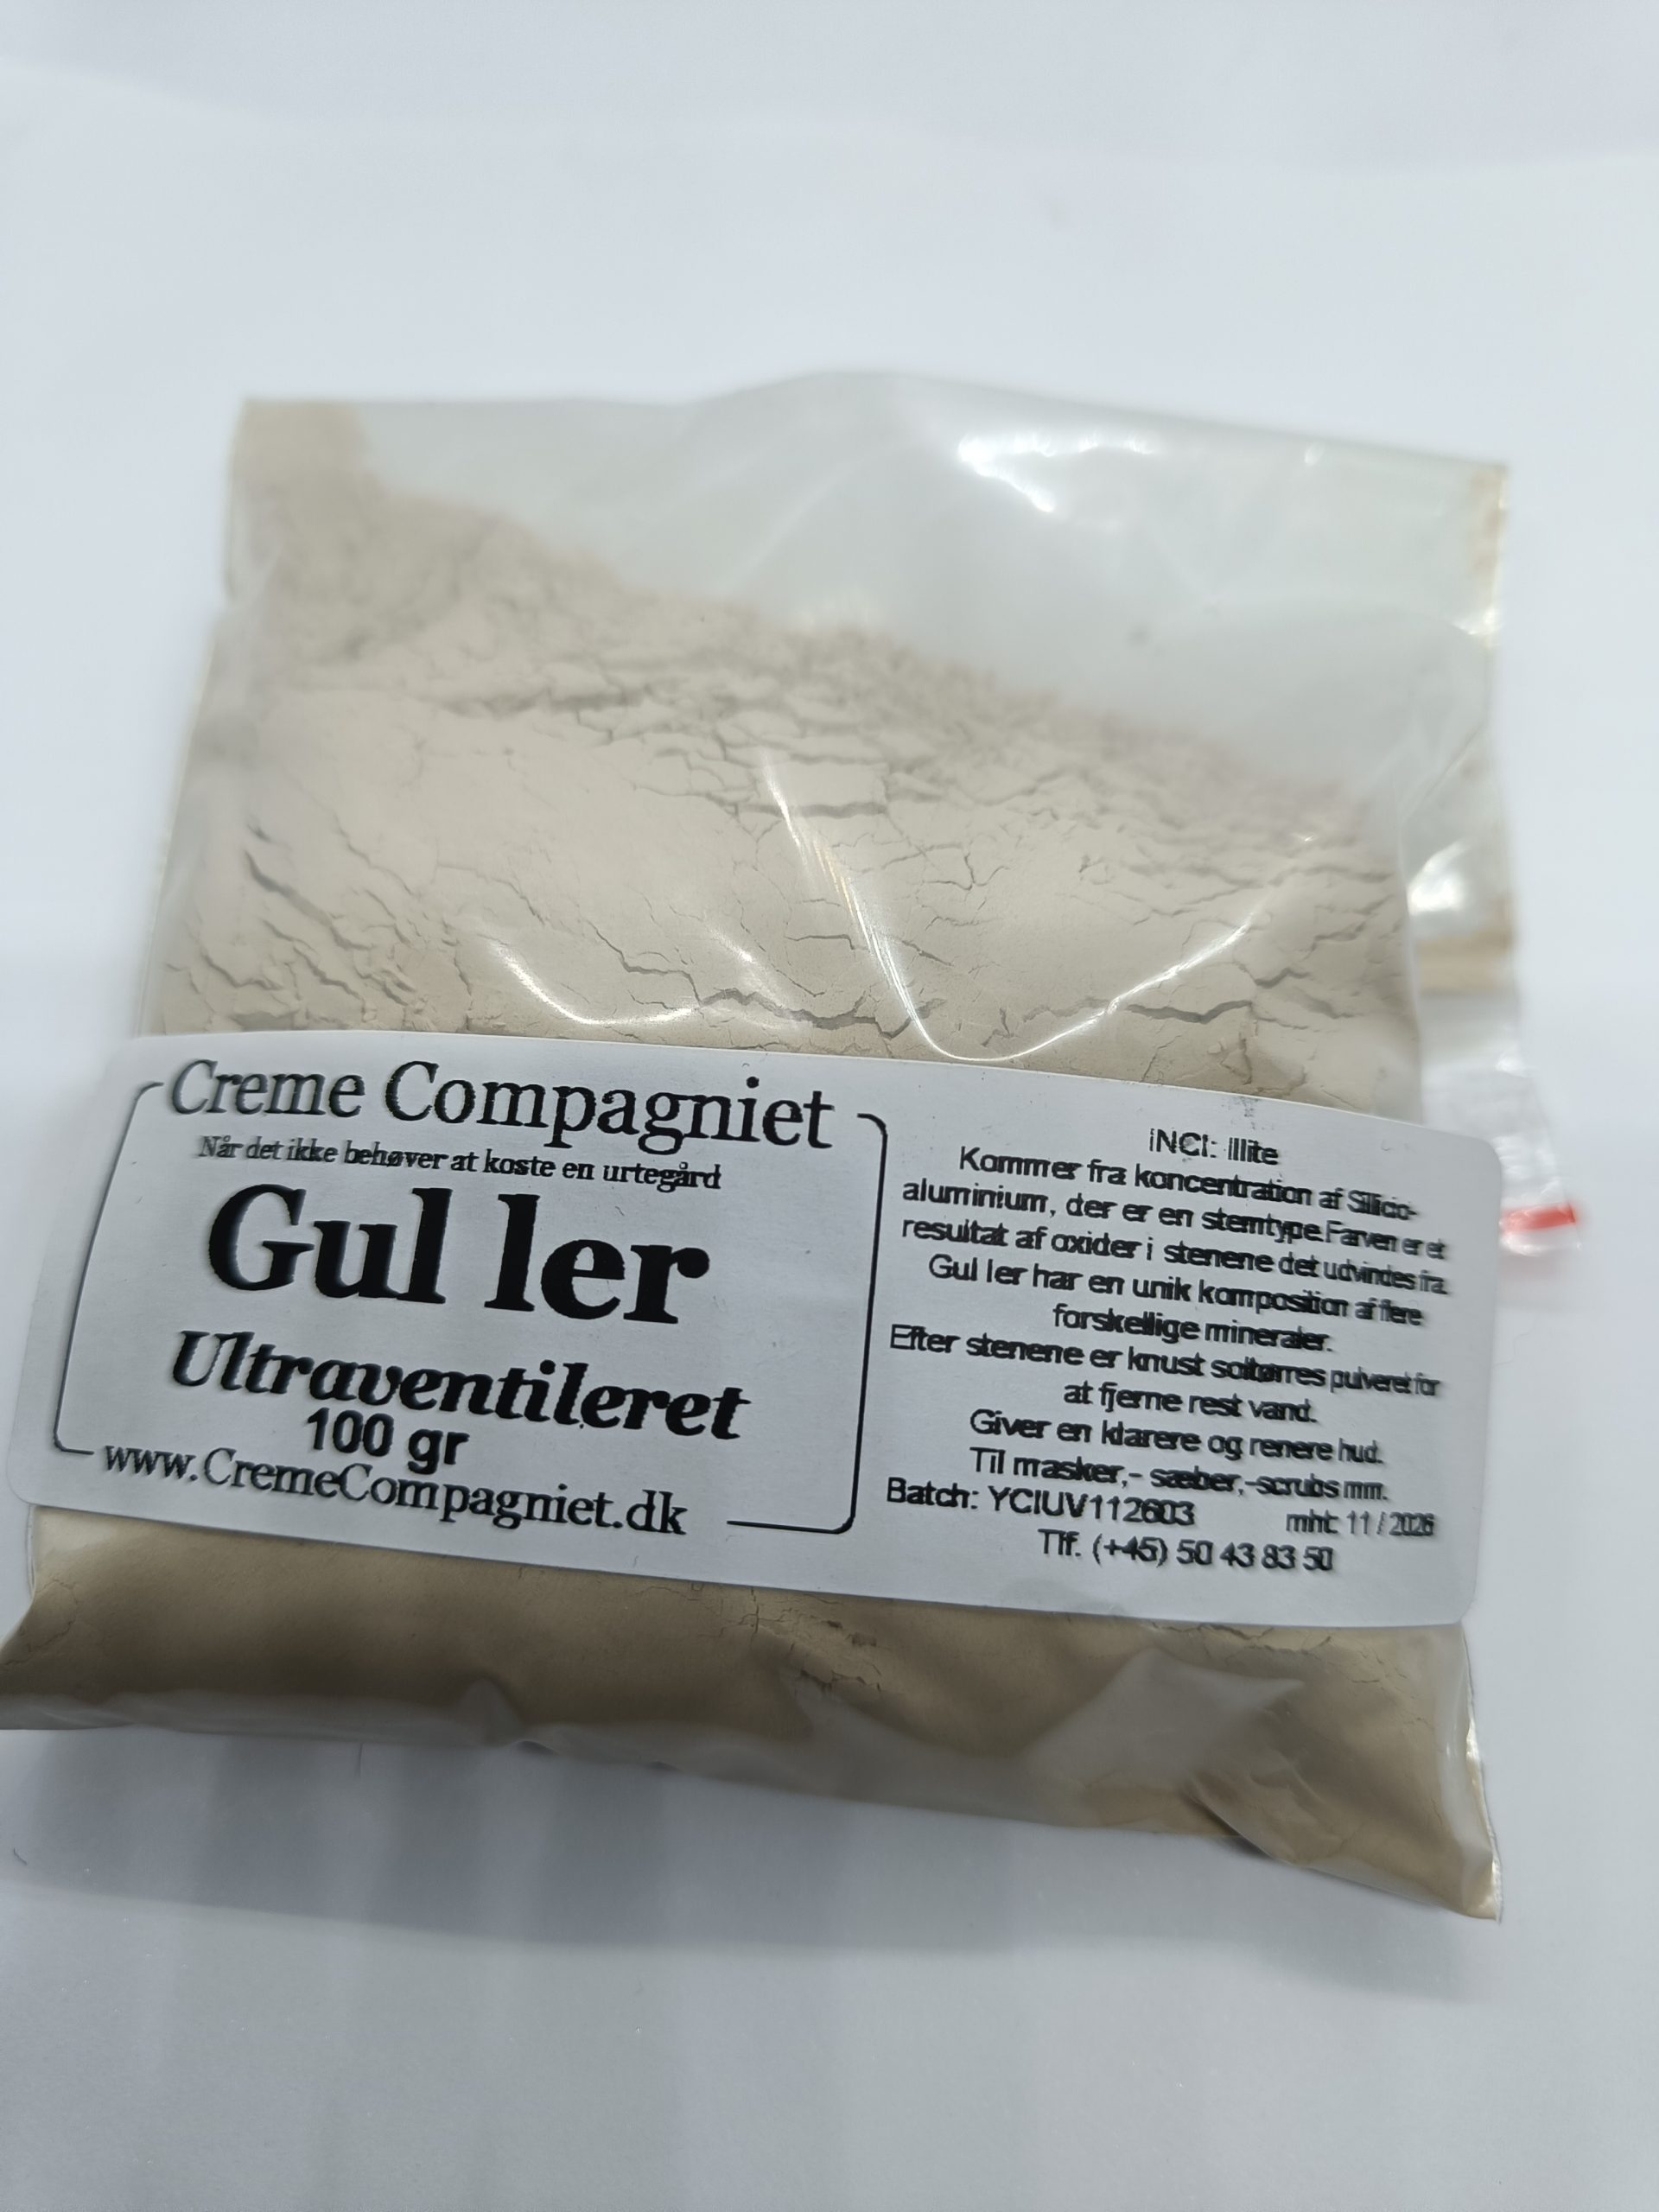 Creme Compagniet
Når det ikke behøver at koste en urtegård
Gul ler
Ultraventileret
100 gr
www.CremeCompagniet.dk
INCI: Illite
Kommer fra koncentration af Silicio-
aluminium, der er en stentype.Farven er et
resultat af oxider i stenene det udvindes fra.
Gul ler har en unik komposition af flere
forskellige mineraler.
Efter stenene er knust soltørres pulveret for
at fjerne rest vand.
Giver en klarere og renere hud.
Til masker,- sæber,-scrubs mm.
Batch: YCIUV112603 mht: 11 / 2026
Tlf. (+45) 50 43 83 50